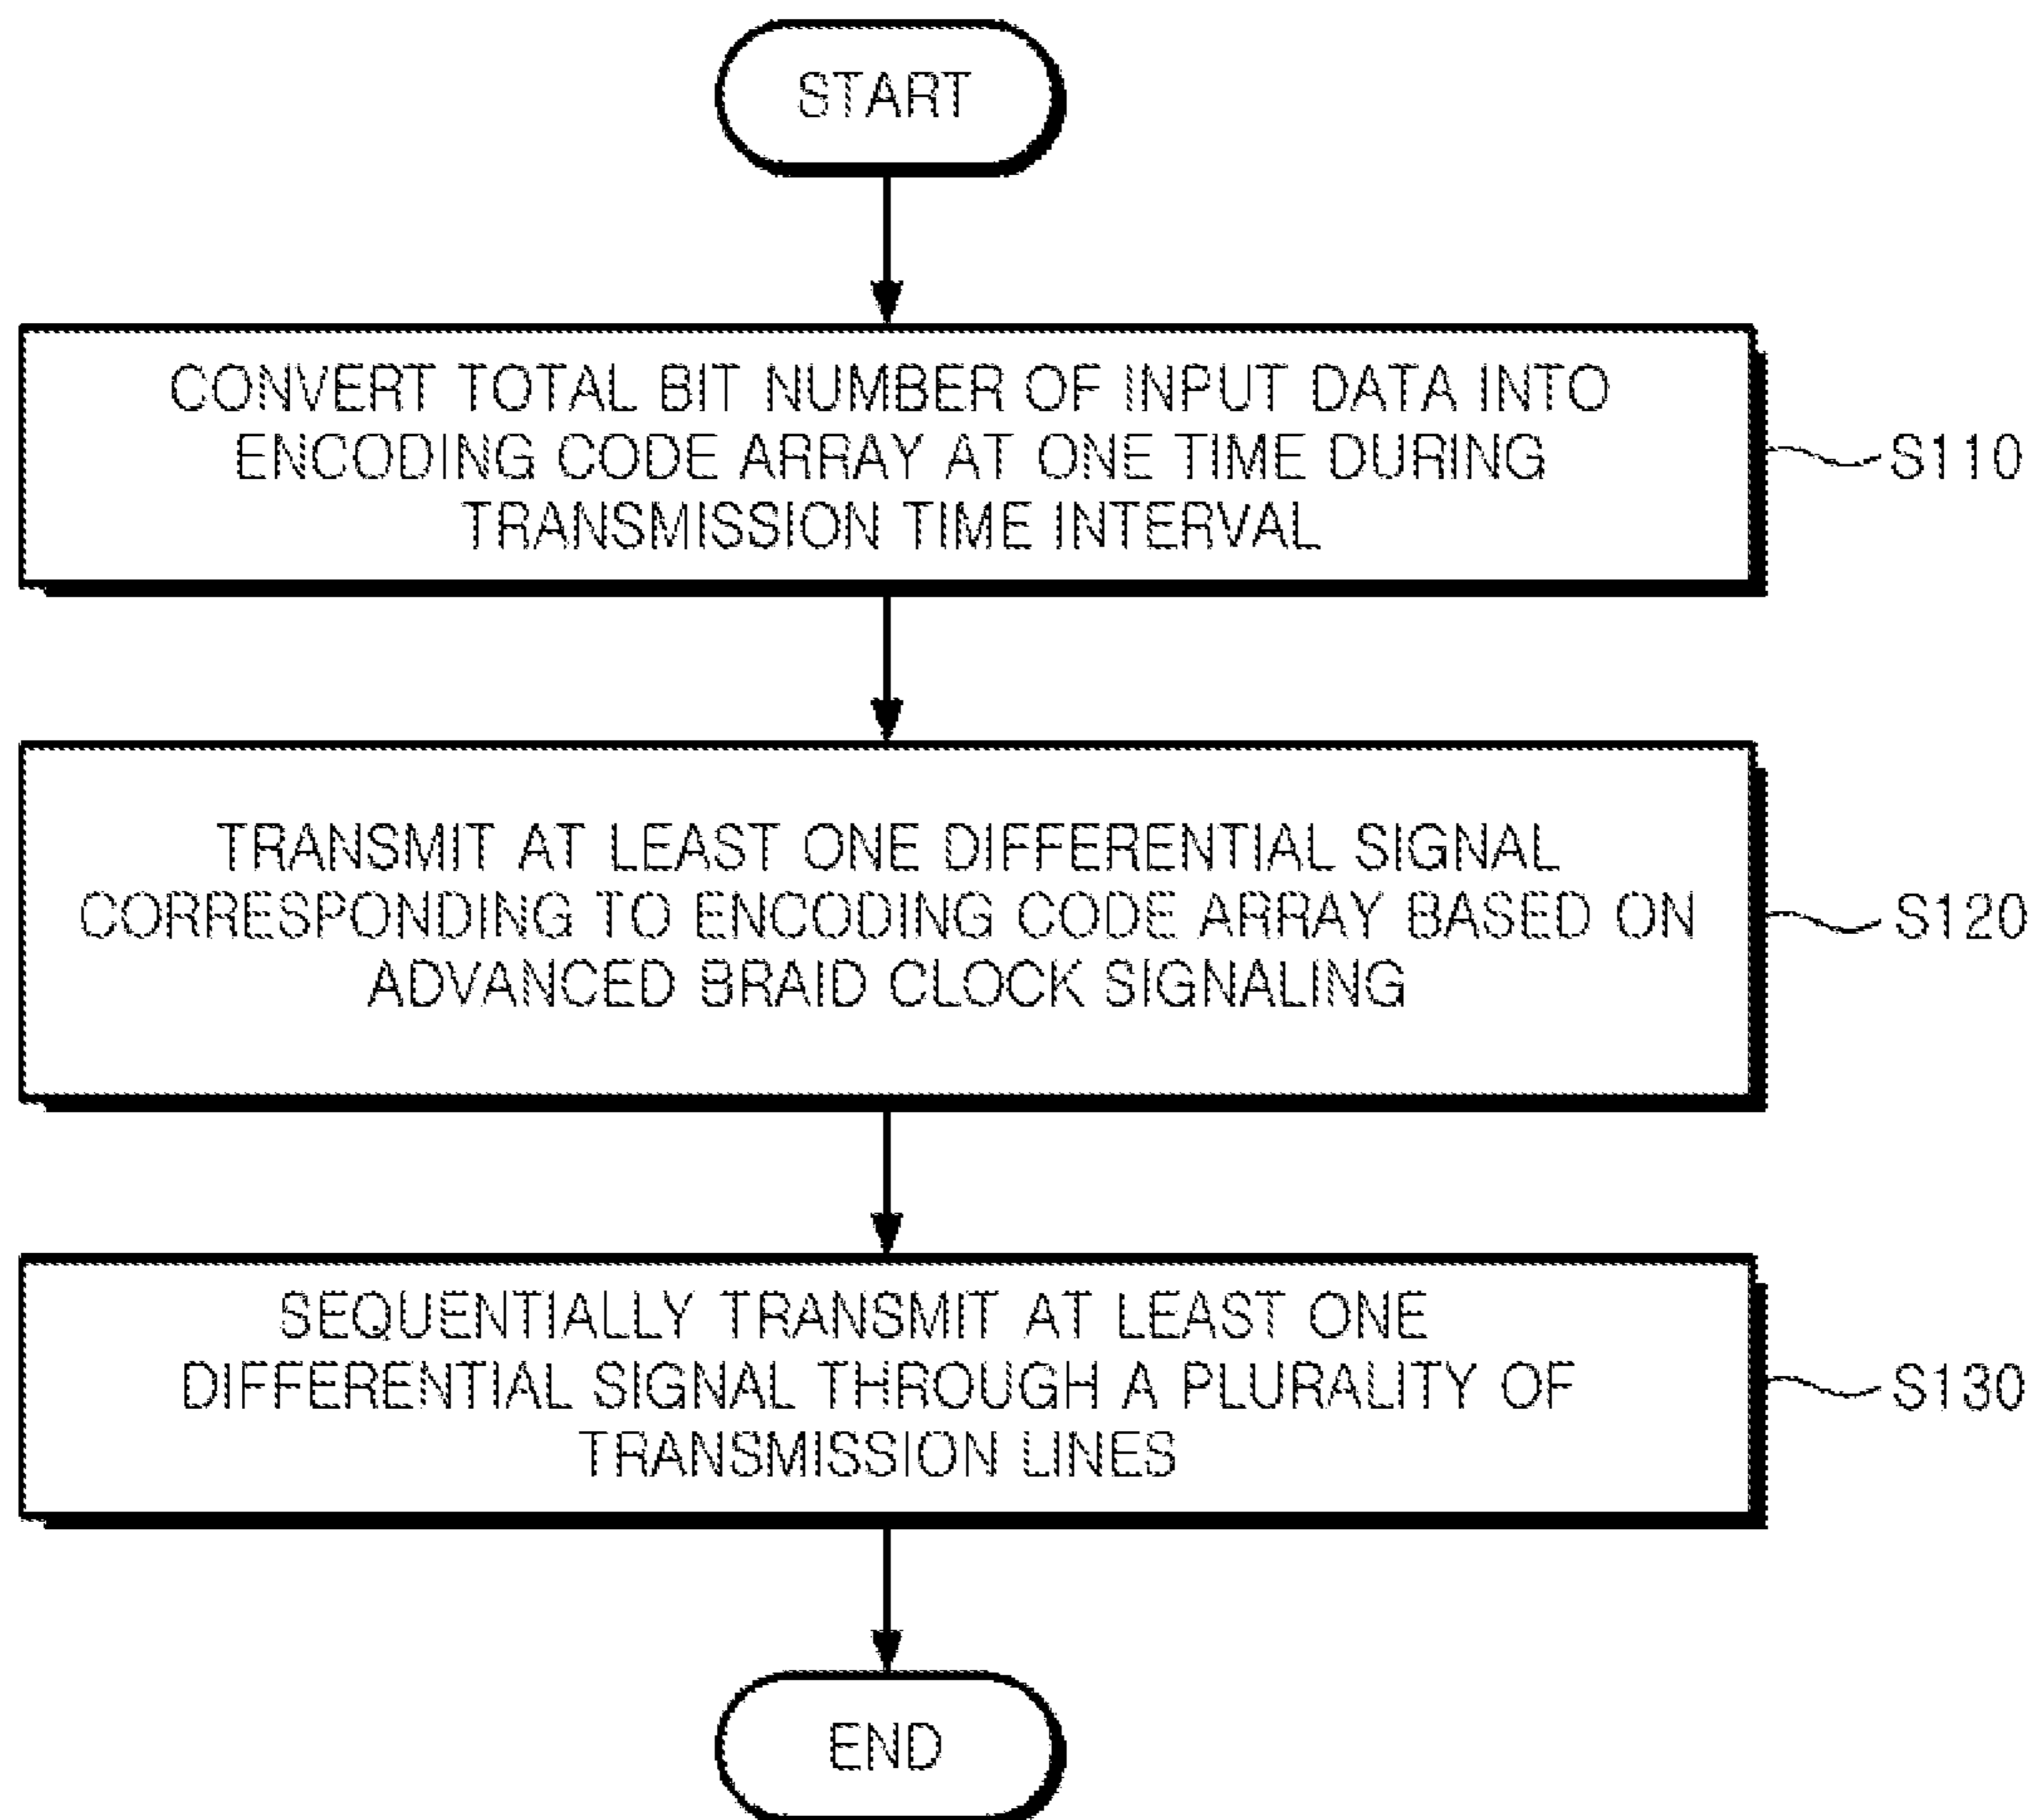 START
CONVERT TOTAL BIT NUMBER OF INPUT DATA INTO
ENCODING CODE ARRAY AT ONE TIME DURING
TRANSMISSION TIME INTERVAL
S110
TRANSMIT AT LEAST ONE DIFFERENTIAL SIGNAL
CORRESPONDING TO ENCODING CODE ARRAY BASED ON
ADVANCED BRAID CLOCK SIGNALING
S120
SEQUENTIALLY TRANSMIT AT LEAST ONE
DIFFERENTIAL SIGNAL THROUGH A PLURALITY OF
TRANSMISSION LINES
S130
END